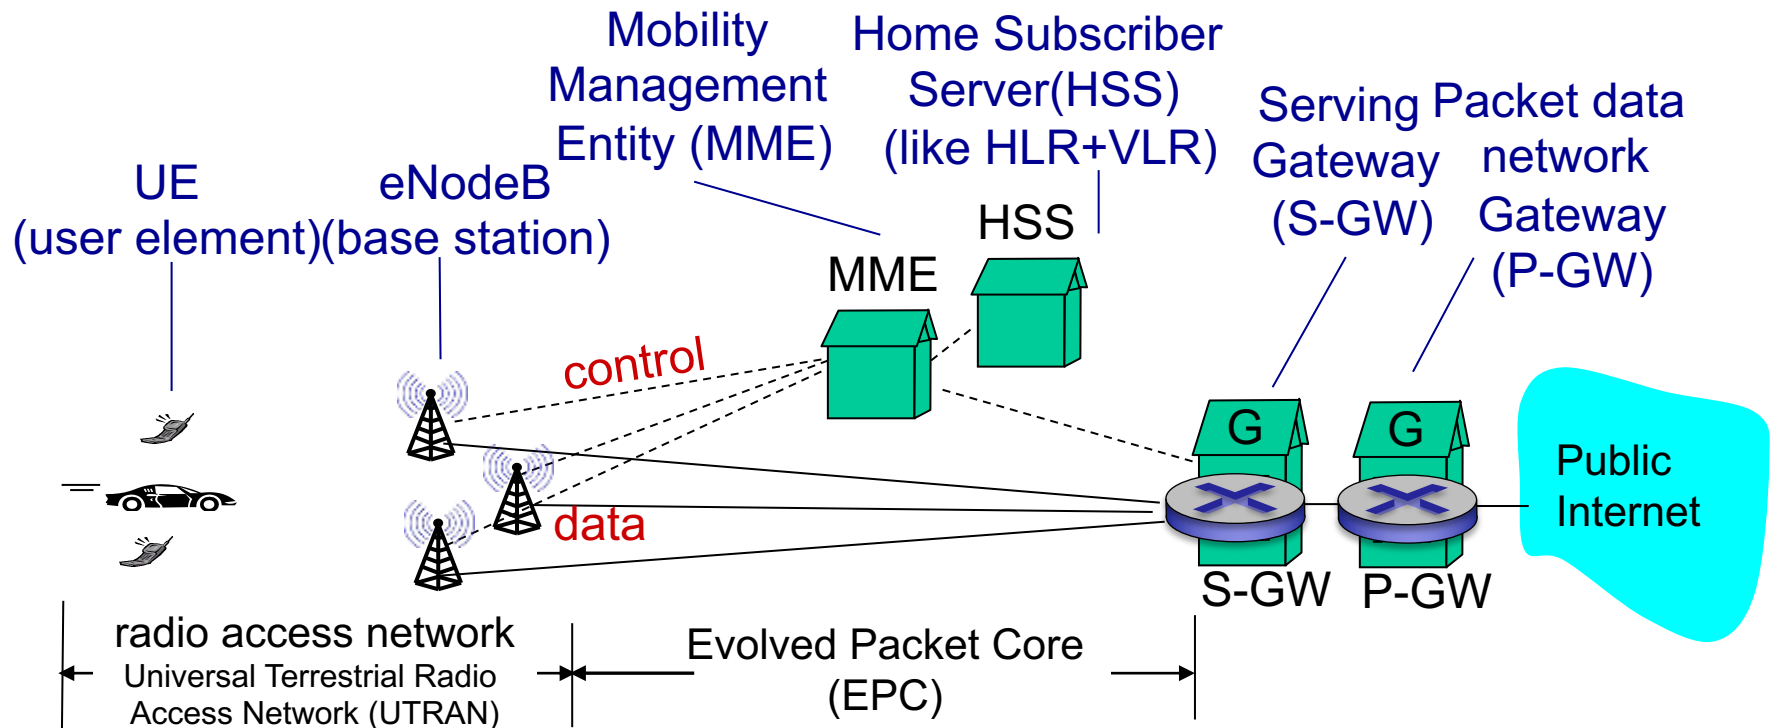 Mobility
Management
Entity (MME)
Home Subscriber
Server(HSS)
(like HLR+VLR)
Serving
Gateway
(S-GW)
Packet data
network
Gateway
(P-GW)
UE
(user element)
eNodeB
(base station)
HSS
MME
control
data
G
G
S-GW
P-GW
Public
Internet
radio access network
Universal Terrestrial Radio
Access Network (UTRAN)
Evolved Packet Core
(EPC)